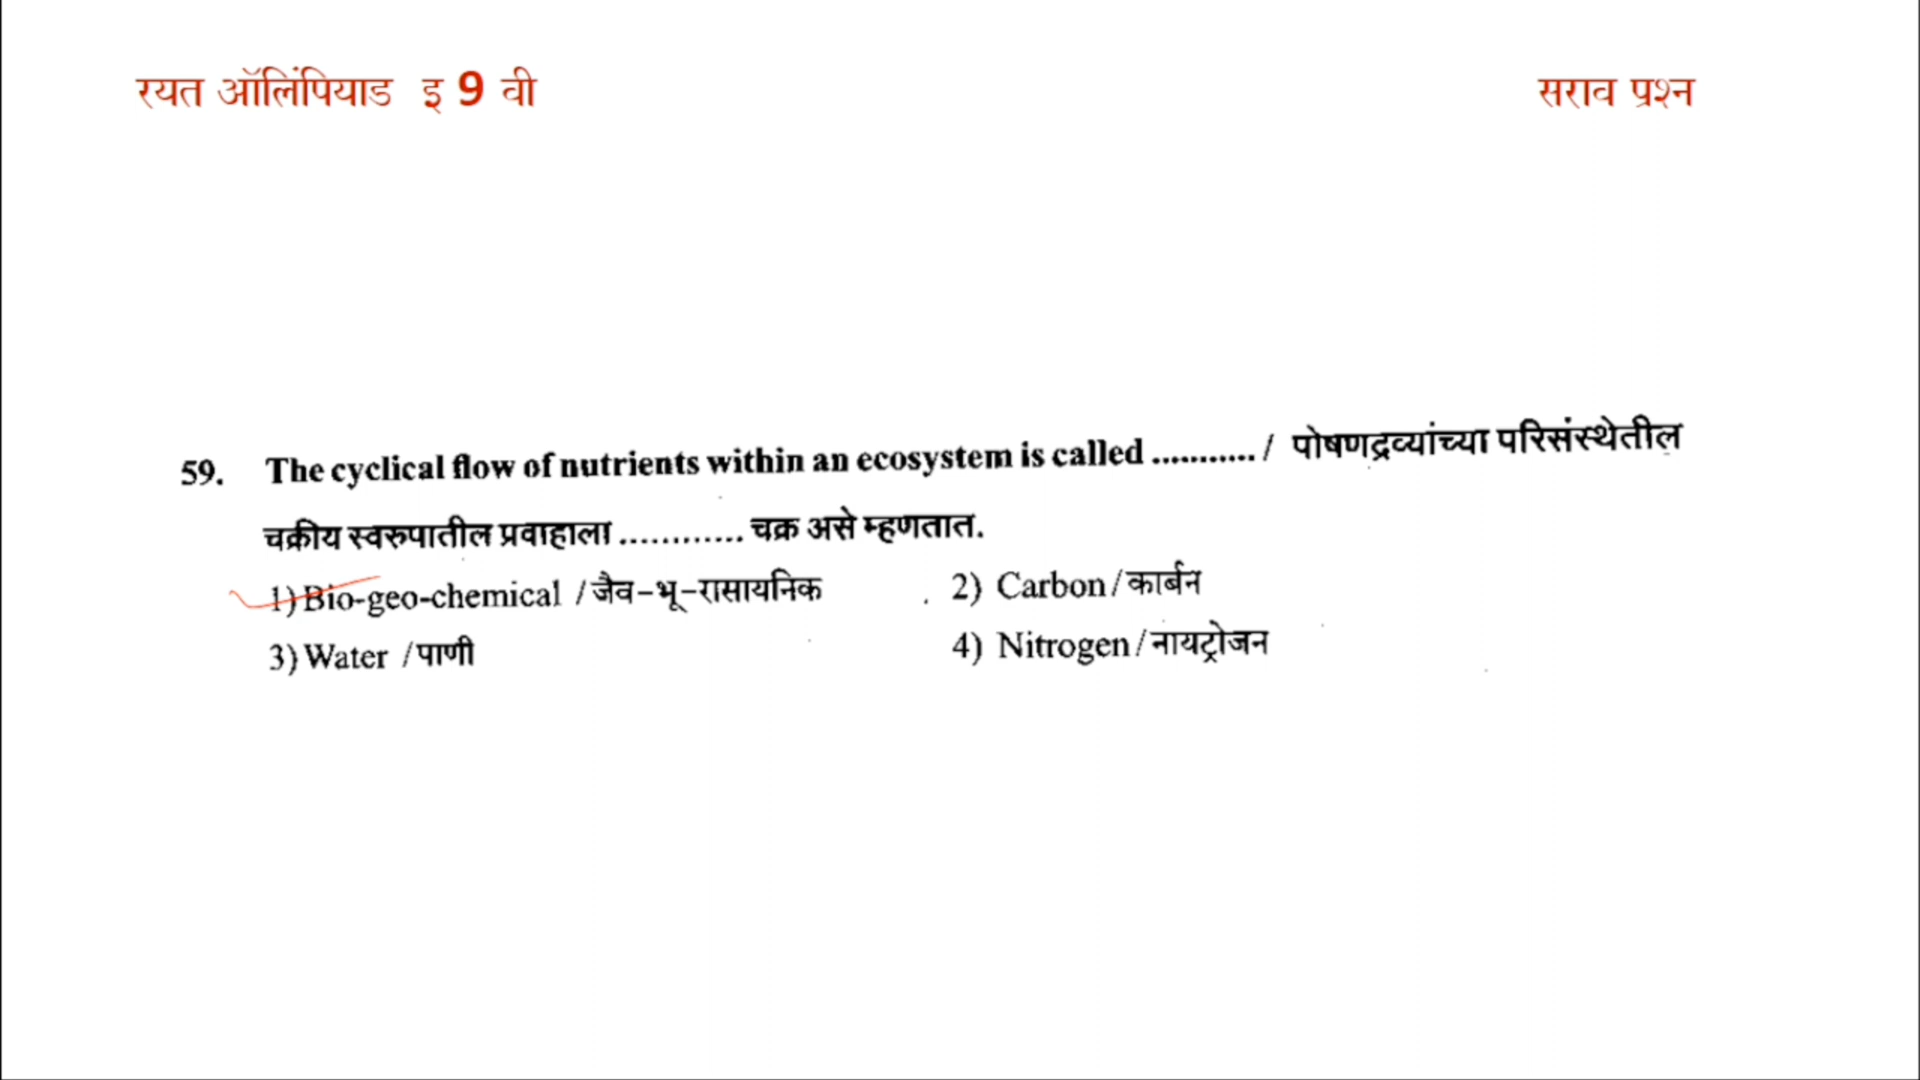 रयत ऑलिंपियाड इ 9 वी
सराव प्रश्न
59. The cyclical flow of nutrients within an ecosystem is called ........... / पोषणद्रव्यांच्या परिसंस्थेतील
चक्रीय स्वरुपातील प्रवाहाला ............ चक्र असे म्हणतात.
1) Bio-geo-chemical / जैव-भू-रासायनिक 2) Carbon / कार्बन
3) Water / पाणी 4) Nitrogen / नायट्रोजन